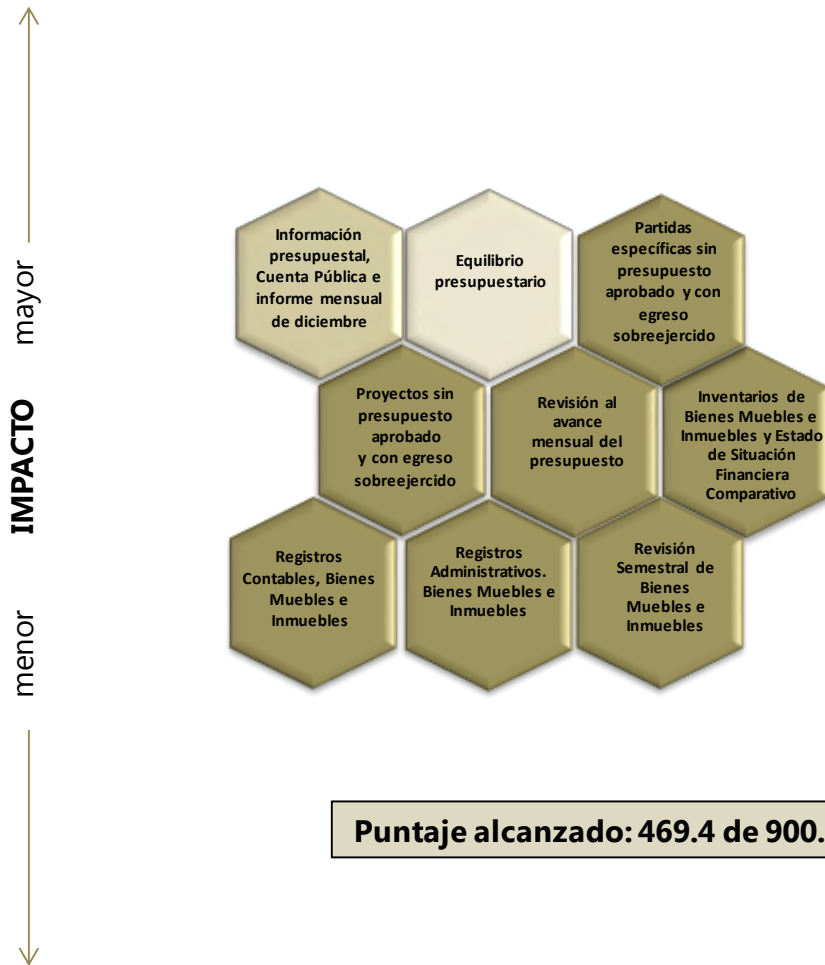 mayor
IMPACTO
menor
Información
presupuestal,
Cuenta Pública e
informe mensual
de diciembre
Equilibrio
presupuestario
Partidas
específicas sin
presupuesto
aprobado y con
egreso
sobreejercido
Proyectos sin
presupuesto
aprobado
y con egreso
sobreejercido
Revisión al
avance
mensual del
presupuesto
Inventarios de
Bienes Muebles e
Inmuebles y Estado
de Situación
Financiera
Comparativo
Registros
Contables, Bienes
Muebles e
Inmuebles
Registros
Administrativos.
Bienes Muebles e
Inmuebles
Revisión
Semestral de
Bienes
Muebles e
Inmuebles
Puntaje alcanzado: 469.4 de 900.